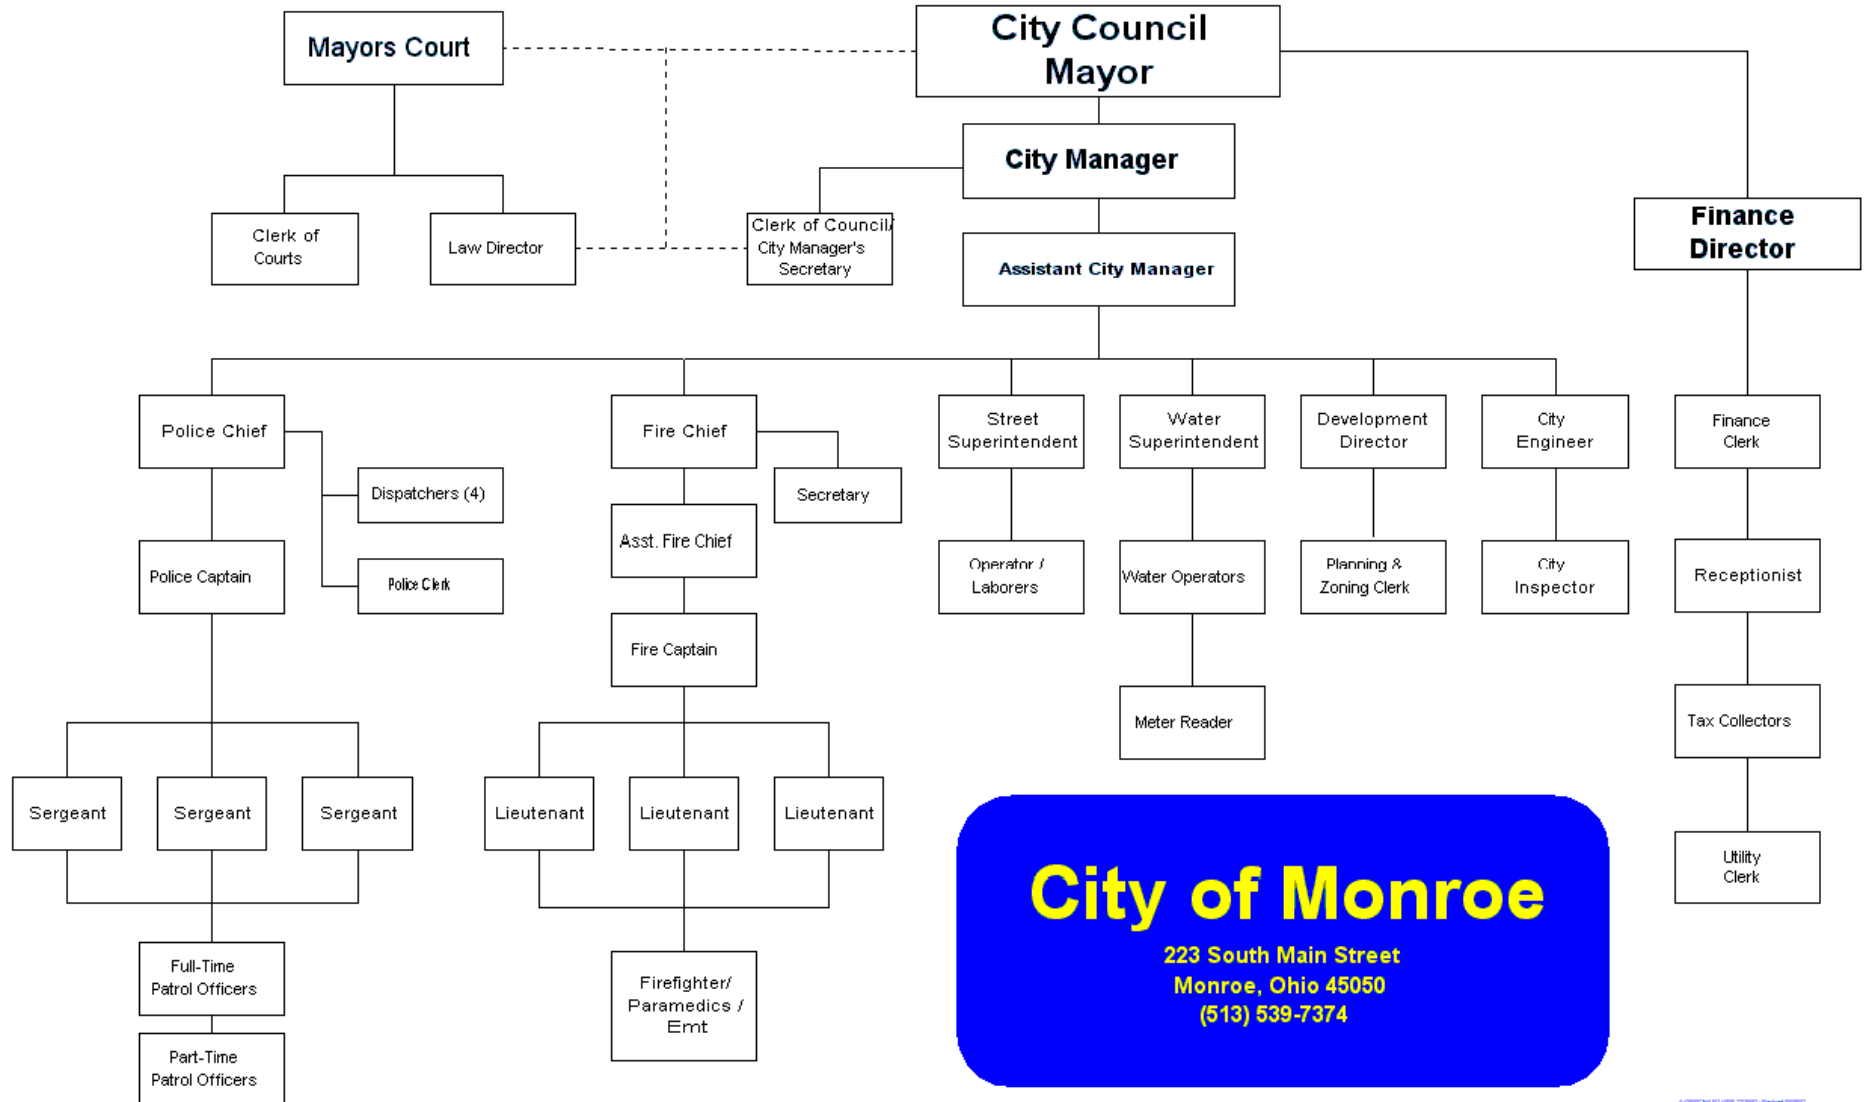 Mayors Court
City Council
Mayor
City Manager
Clerk of
Courts
Law Director
Clerk of Council/
City Manager's
Secretary
Assistant City Manager
Finance
Director
Police Chief
Dispatchers (4)
Police Captain
Police Clerk
Fire Chief
Secretary
Asst. Fire Chief
Fire Captain
Street
Superintendent
Water
Superintendent
Development
Director
City
Engineer
Finance
Clerk
Operator /
Laborers
Water Operators
Planning &
Zoning Clerk
City
Inspector
Receptionist
Meter Reader
Tax Collectors
Sergeant
Sergeant
Sergeant
Lieutenant
Lieutenant
Lieutenant
Utility
Clerk
Full-Time
Patrol Officers
Part-Time
Patrol Officers
Firefighter/
Paramedics /
Emt
City of Monroe
223 South Main Street
Monroe, Ohio 45050
(513) 539-7374